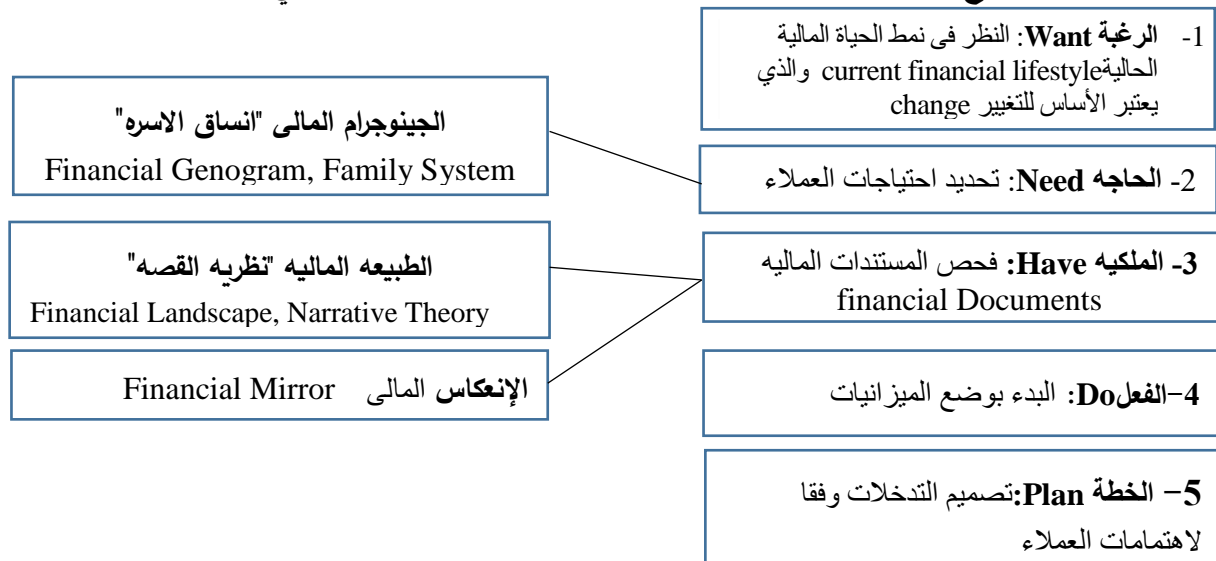 1- الرغبة Want: النظر فى نمط الحياة المالية
الحالية current financial lifestyle والذي
يعتبر الأساس للتغيير change
الجينوجرام المالى "انساق الاسره"
Financial Genogram, Family System
2- الحاجه Need: تحديد احتياجات العملاء
الطبيعه الماليه "نظريه القصه"
Financial Landscape, Narrative Theory
3- الملكيه Have: فحص المستندات الماليه
financial Documents
الإنعكاس المالى Financial Mirror
4–الفعلDo: البدء بوضع الميزانيات
5– الخطة Plan:تصميم التدخلات وفقا
لاهتمامات العملاء